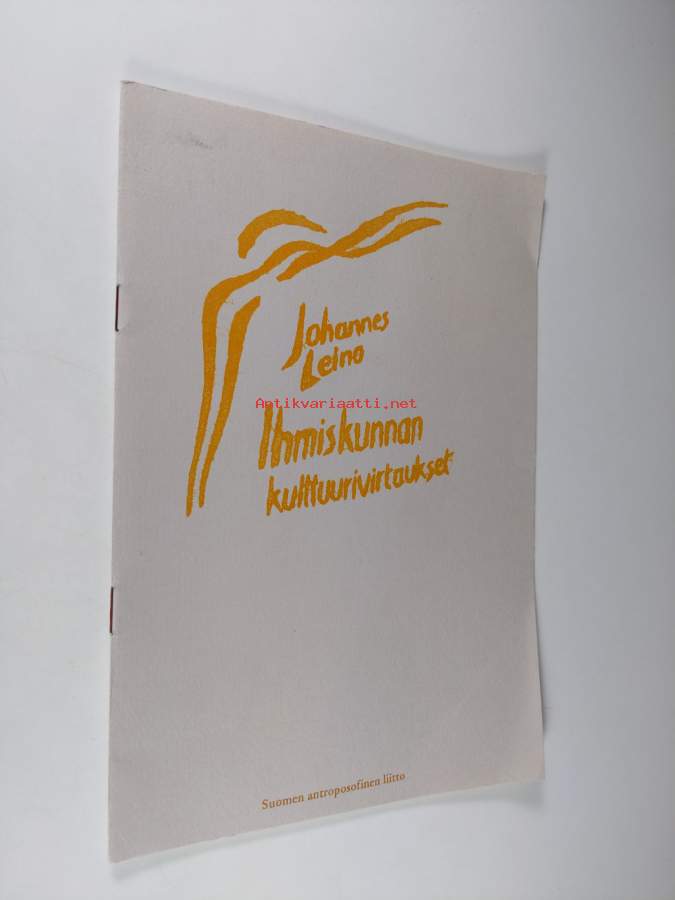 Johannes
Leino
Antikvariaatti.net
Ihmiskunnan
kulttuurivirtaukset
Suomen antroposofinen liitto